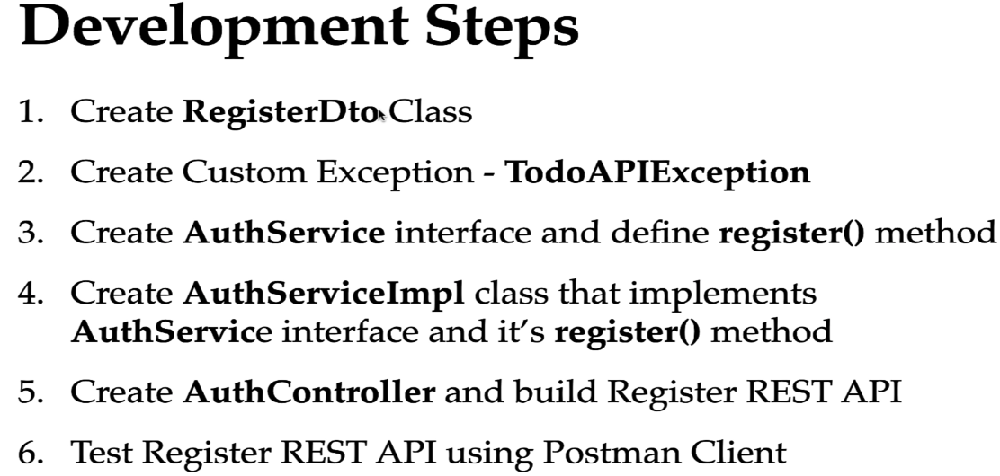 Development Steps
1. Create RegisterDto Class
2. Create Custom Exception - TodoAPIException
3. Create AuthService interface and define register() method
4. Create AuthServiceImpl class that implements
AuthService interface and it’s register() method
5. Create AuthController and build Register REST API
6. Test Register REST API using Postman Client